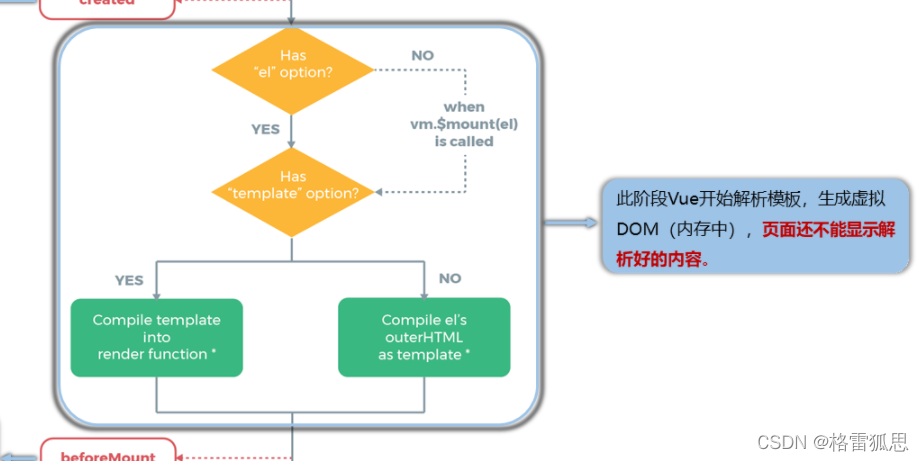 created
Has
"el" option?
NO
when
vm.$mount(el)
is called
YES
Has
"template" option?
此阶段Vue开始解析模板，生成虚拟
DOM（内存中），页面还不能显示解
析好的内容。
YES
NO
Compile template
into
render function *
Compile el's
outerHTML
as template *
beforeMount
CSDN @格雷狐思